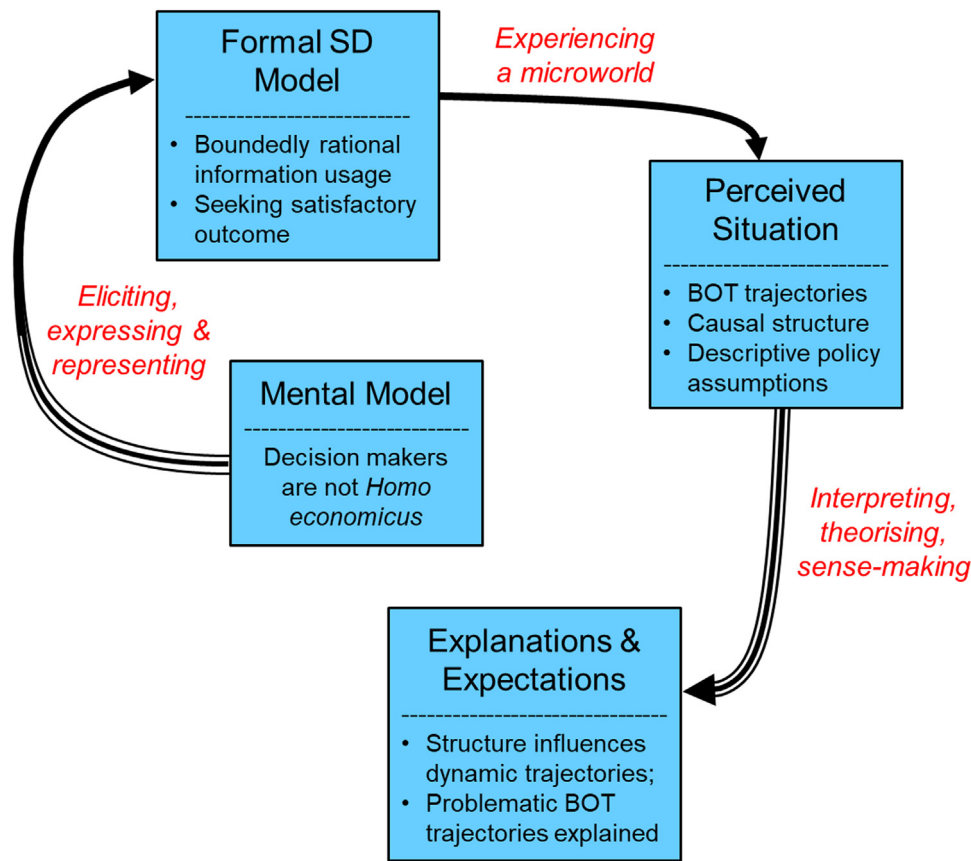 Formal SD
Model
-----------------------------
• Boundedly rational
information usage
• Seeking satisfactory
outcome
Experiencing
a microworld
Perceived
Situation
-----------------------------
• BOT trajectories
• Causal structure
• Descriptive policy
assumptions
Eliciting,
expressing &
representing
Mental Model
-----------------------------
Decision makers
are not Homo
economicus
Interpreting,
theorising,
sense-making
Explanations &
Expectations
-----------------------------
• Structure influences
dynamic trajectories;
• Problematic BOT
trajectories explained